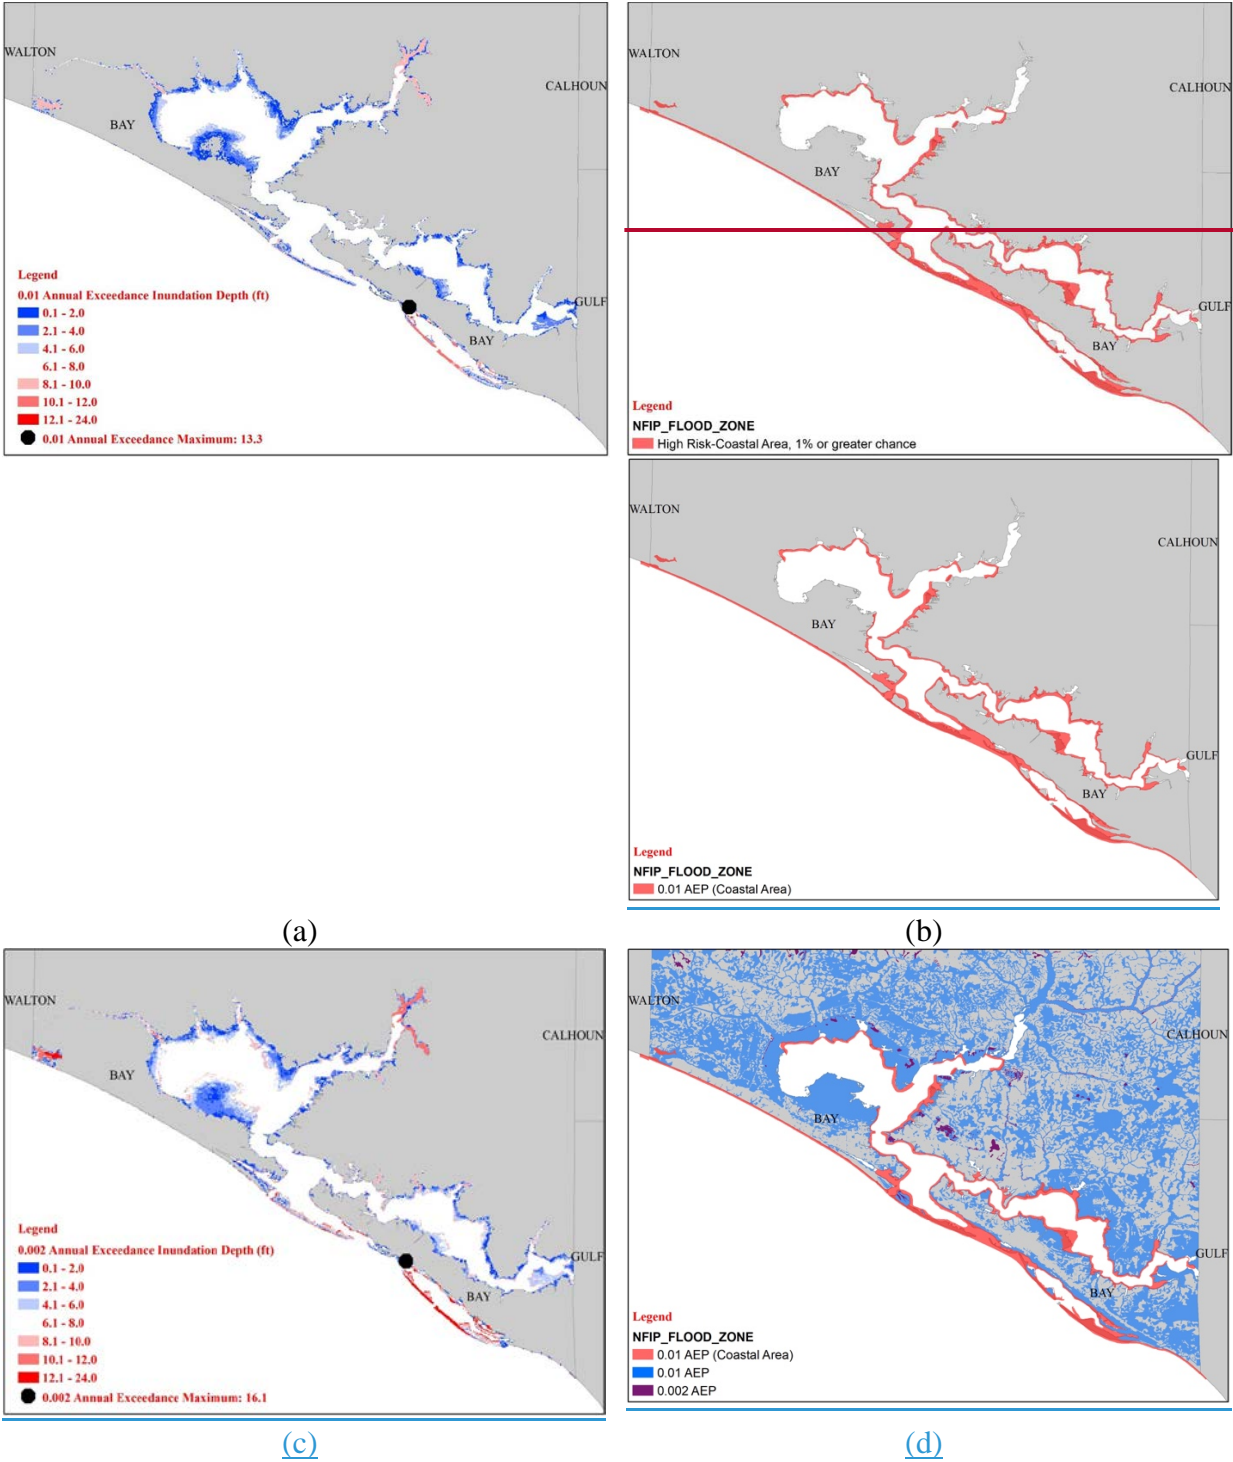 WALTON
CALHOUN
BAY
GULF
BAY
Legend
0.01 Annual Exceedance Inundation Depth (ft)
0.1 - 2.0
2.1 - 4.0
4.1 - 6.0
6.1 - 8.0
8.1 - 10.0
10.1 - 12.0
12.1 - 24.0
0.01 Annual Exceedance Maximum: 13.3
WALTON
CALHOUN
BAY
GULF
BAY
Legend
NFIP_FLOOD_ZONE
High Risk-Coastal Area, 1% or greater chance
WALTON
CALHOUN
BAY
GULF
BAY
Legend
NFIP_FLOOD_ZONE
0.01 AEP (Coastal Area)
(a)
(b)
WALTON
CALHOUN
BAY
GULF
BAY
Legend
0.002 Annual Exceedance Inundation Depth (ft)
0.1 - 2.0
2.1 - 4.0
4.1 - 6.0
6.1 - 8.0
8.1 - 10.0
10.1 - 12.0
12.1 - 24.0
0.002 Annual Exceedance Maximum: 16.1
WALTON
CALHOUN
BAY
GULF
BAY
Legend
NFIP_FLOOD_ZONE
0.01 AEP (Coastal Area)
0.01 AEP
0.002 AEP
(c)
(d)